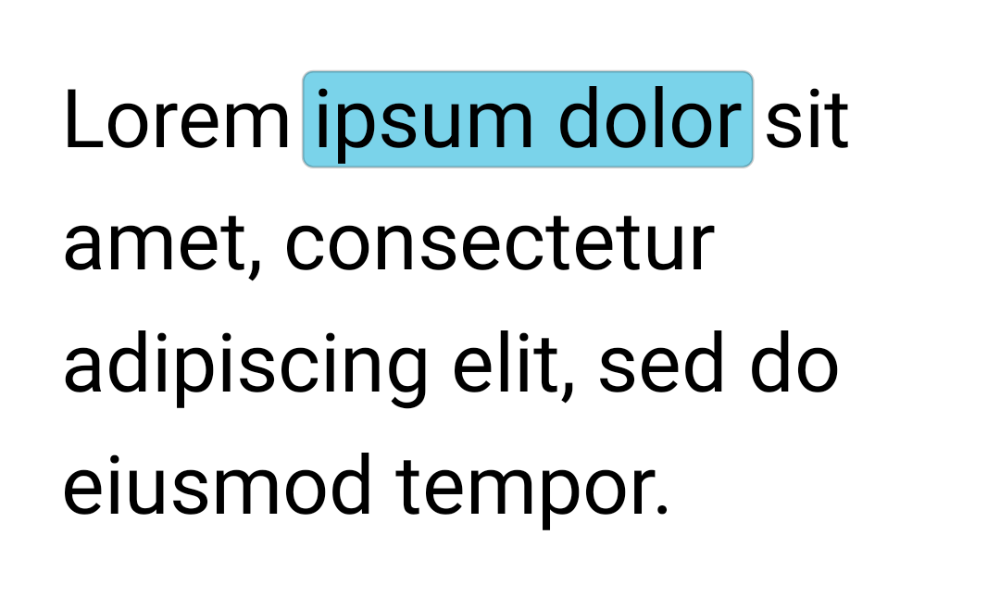 Lorem ipsum dolor sit
amet, consectetur
adipiscing elit, sed do
eiusmod tempor.